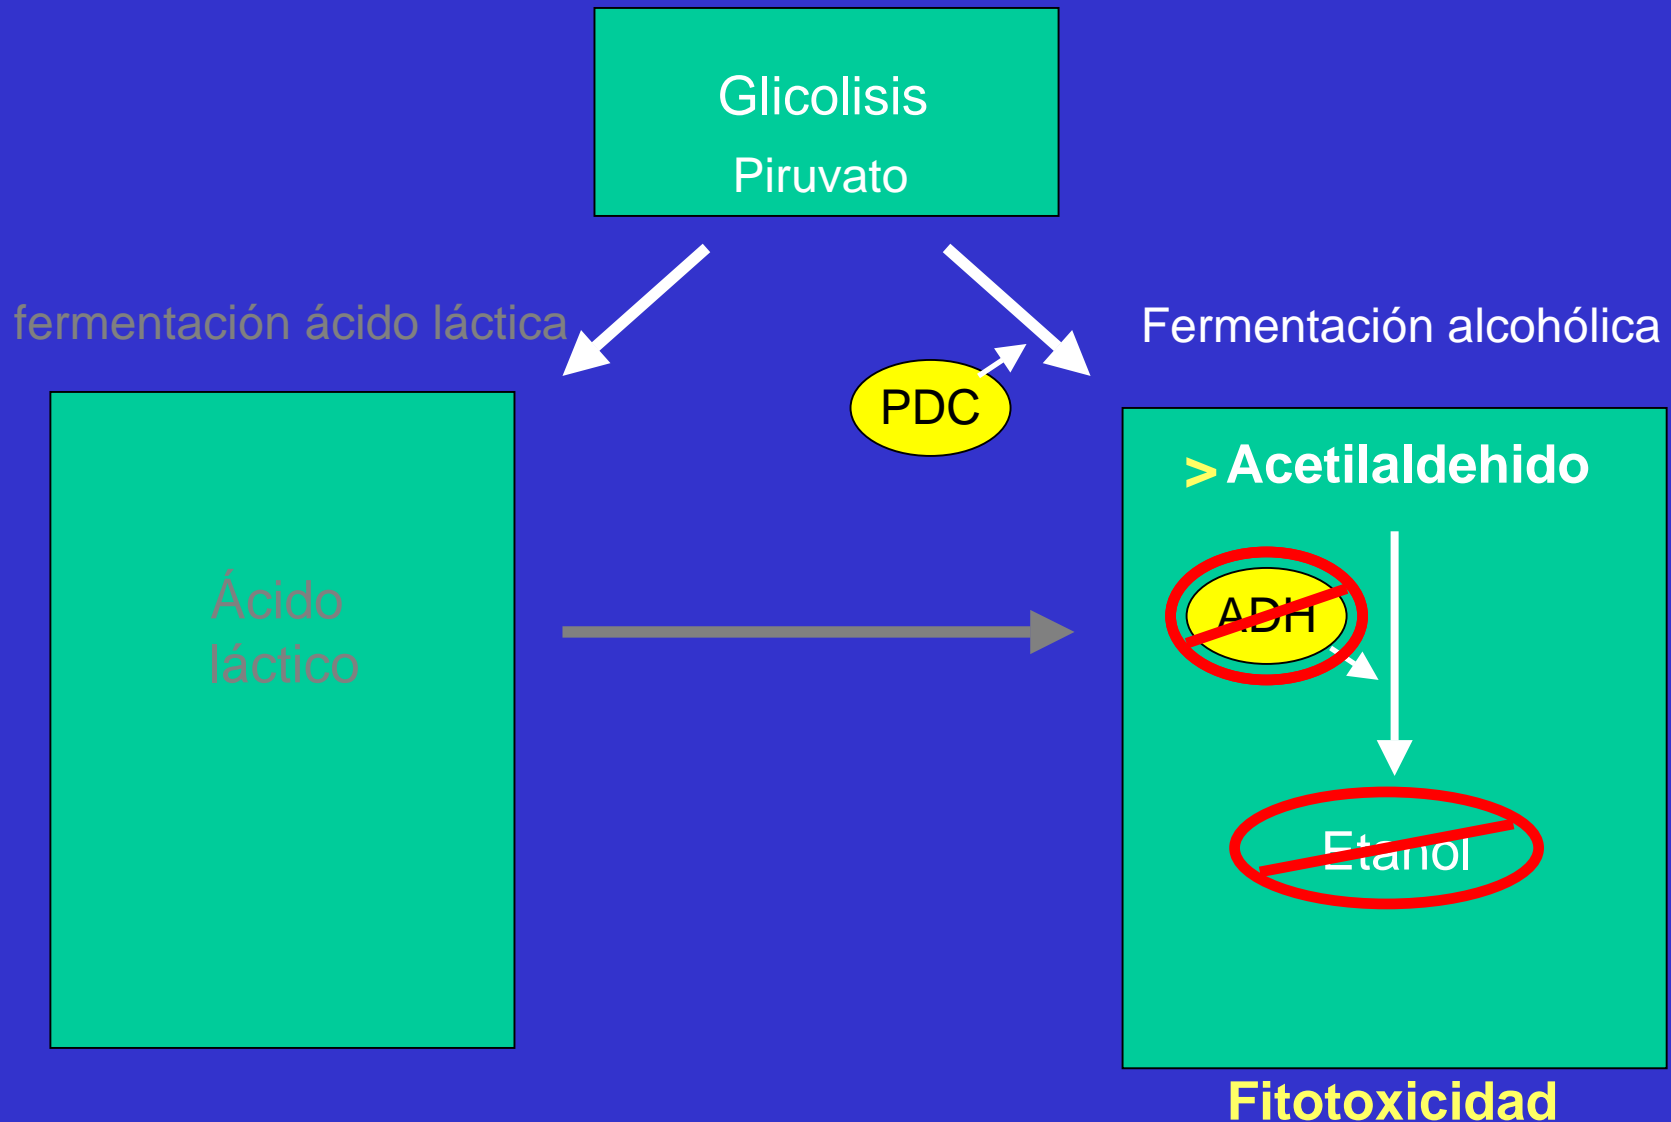 Glicolisis
Piruvato
fermentación ácido láctica
Fermentación alcohólica
PDC
> Acetilaldehido
ADH
Ácido
láctico
Etanol
Fitotoxicidad